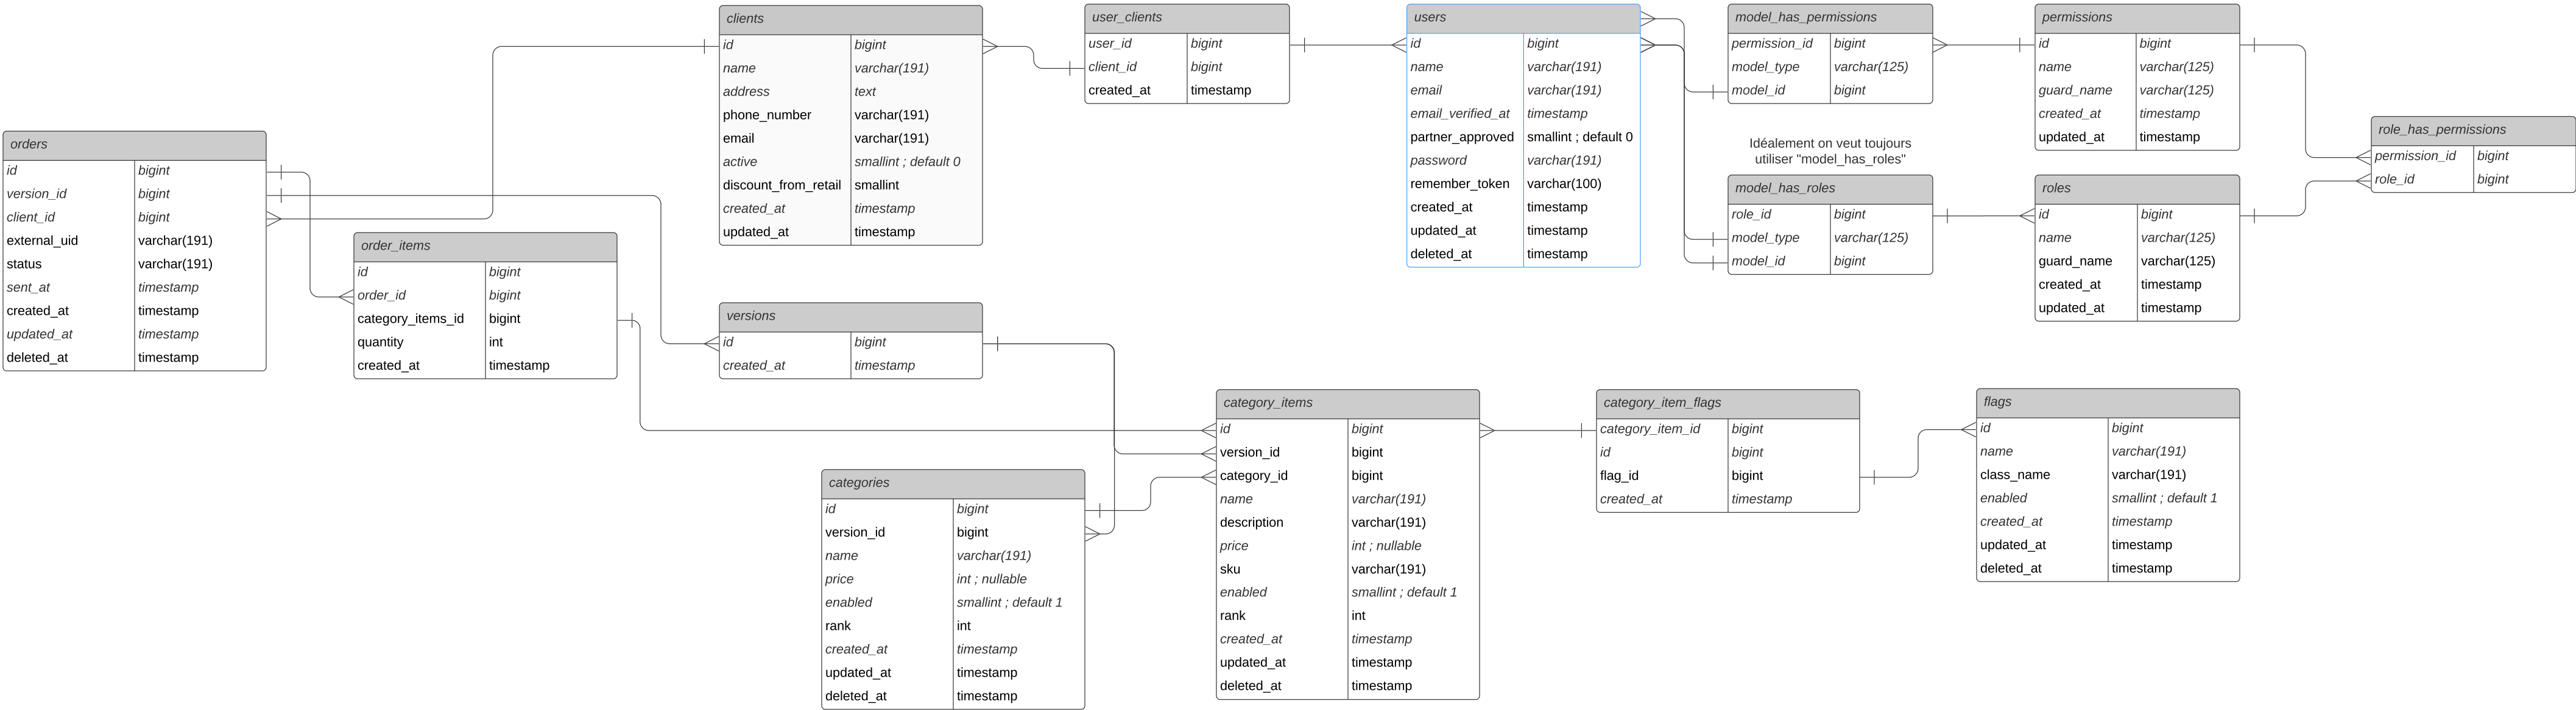 clients
id bigint
name varchar(191)
address text
phone_number varchar(191)
email varchar(191)
active smallint ; default 0
discount_from_retail smallint
created_at timestamp
updated_at timestamp
user_clients
user_id bigint
client_id bigint
created_at timestamp
users
id bigint
name varchar(191)
email varchar(191)
email_verified_at timestamp
partner_approved smallint ; default 0
password varchar(191)
remember_token varchar(100)
created_at timestamp
updated_at timestamp
deleted_at timestamp
model_has_permissions
permission_id bigint
model_type varchar(125)
model_id bigint
permissions
id bigint
name varchar(125)
guard_name varchar(125)
created_at timestamp
updated_at timestamp
role_has_permissions
permission_id bigint
role_id bigint
Idéalement on veut toujours
utiliser "model_has_roles"
model_has_roles
role_id bigint
model_type varchar(125)
model_id bigint
roles
id bigint
name varchar(125)
guard_name varchar(125)
created_at timestamp
updated_at timestamp
orders
id bigint
version_id bigint
client_id bigint
external_uid varchar(191)
status varchar(191)
sent_at timestamp
created_at timestamp
updated_at timestamp
deleted_at timestamp
order_items
id bigint
order_id bigint
category_items_id bigint
quantity int
created_at timestamp
versions
id bigint
created_at timestamp
categories
id bigint
version_id bigint
name varchar(191)
price int ; nullable
enabled smallint ; default 1
rank int
created_at timestamp
updated_at timestamp
deleted_at timestamp
category_items
id bigint
version_id bigint
category_id bigint
name varchar(191)
description varchar(191)
price int ; nullable
sku varchar(191)
enabled smallint ; default 1
rank int
created_at timestamp
updated_at timestamp
deleted_at timestamp
category_item_flags
category_item_id bigint
id bigint
flag_id bigint
created_at timestamp
flags
id bigint
name varchar(191)
class_name varchar(191)
enabled smallint ; default 1
created_at timestamp
updated_at timestamp
deleted_at timestamp